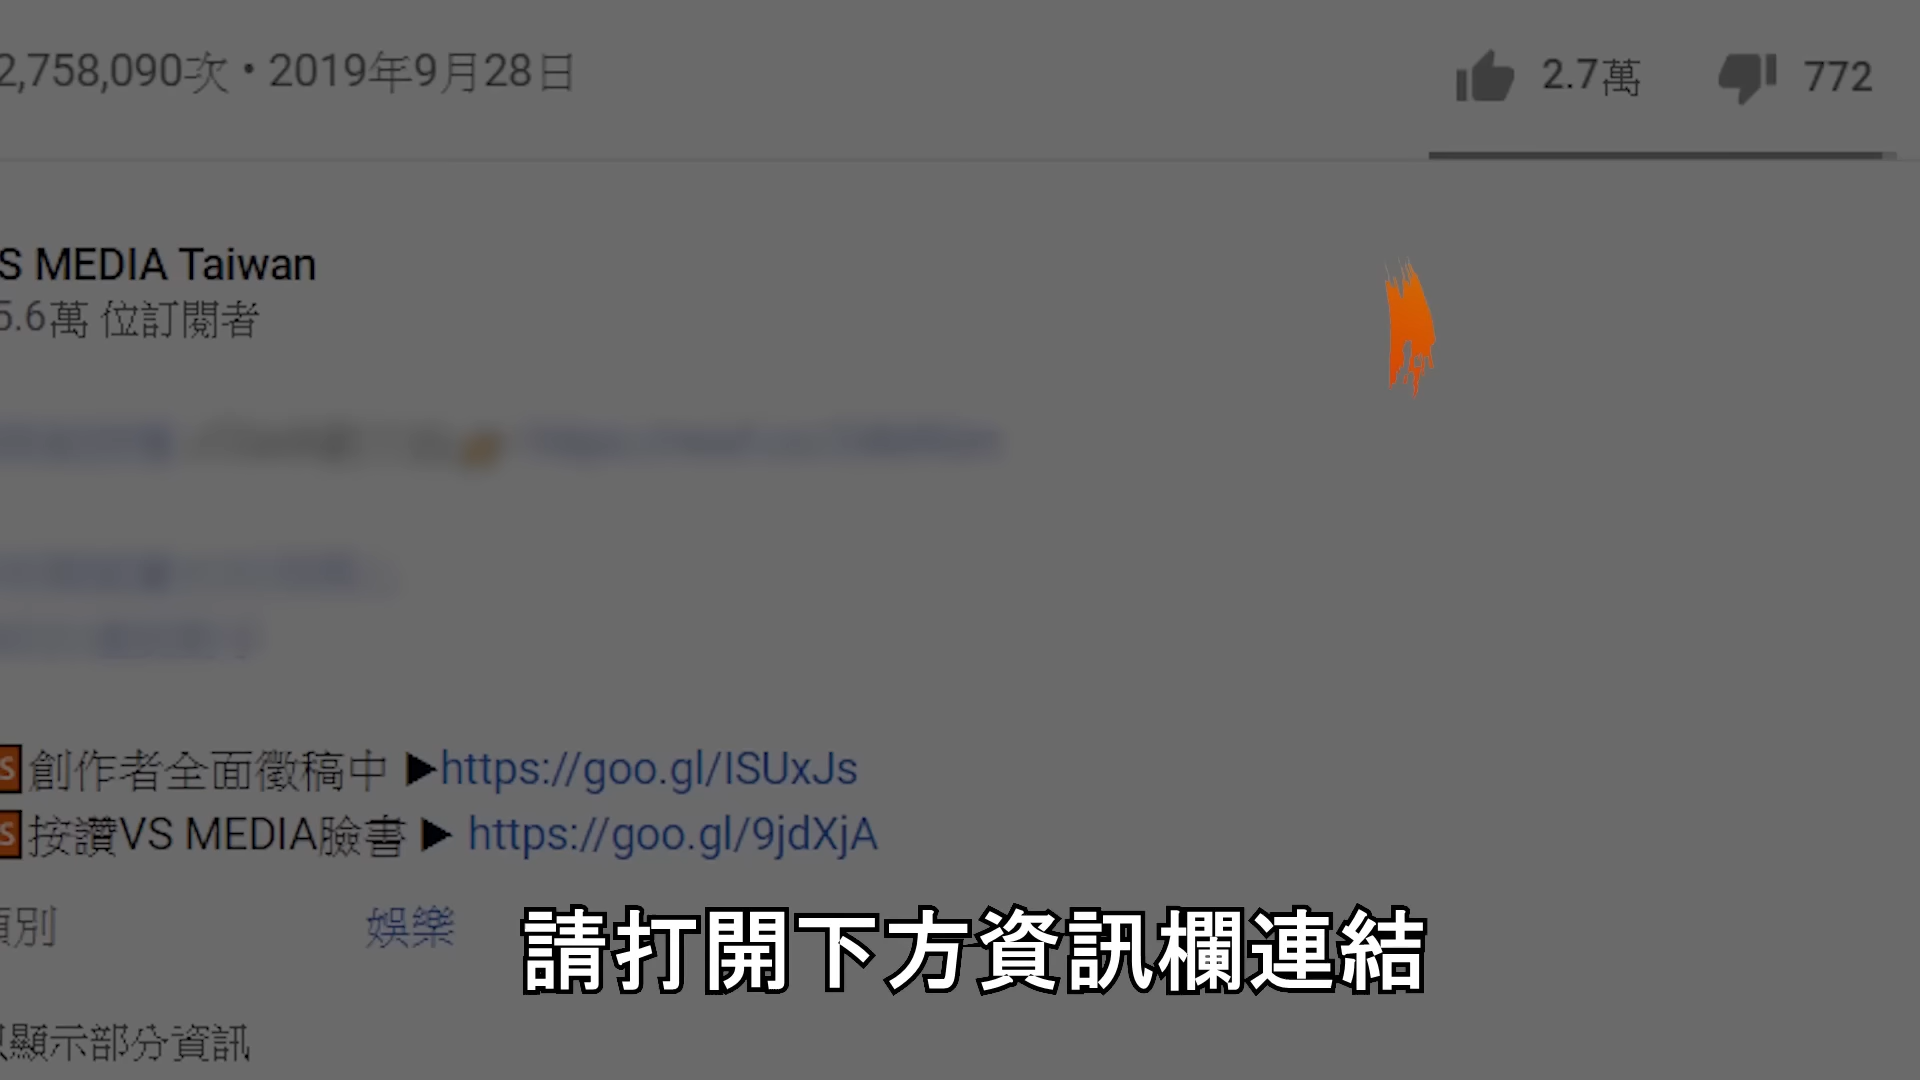 2,758,090次 • 2019年9月28日
2.7萬
772
S MEDIA Taiwan
5.6萬 位訂閱者
創作者全面徵稿中 ▶https://goo.gl/ISUxJs
按讚VS MEDIA臉書 ▶ https://goo.gl/9jdXjA
類別
娛樂
請打開下方資訊欄連結
只顯示部分資訊